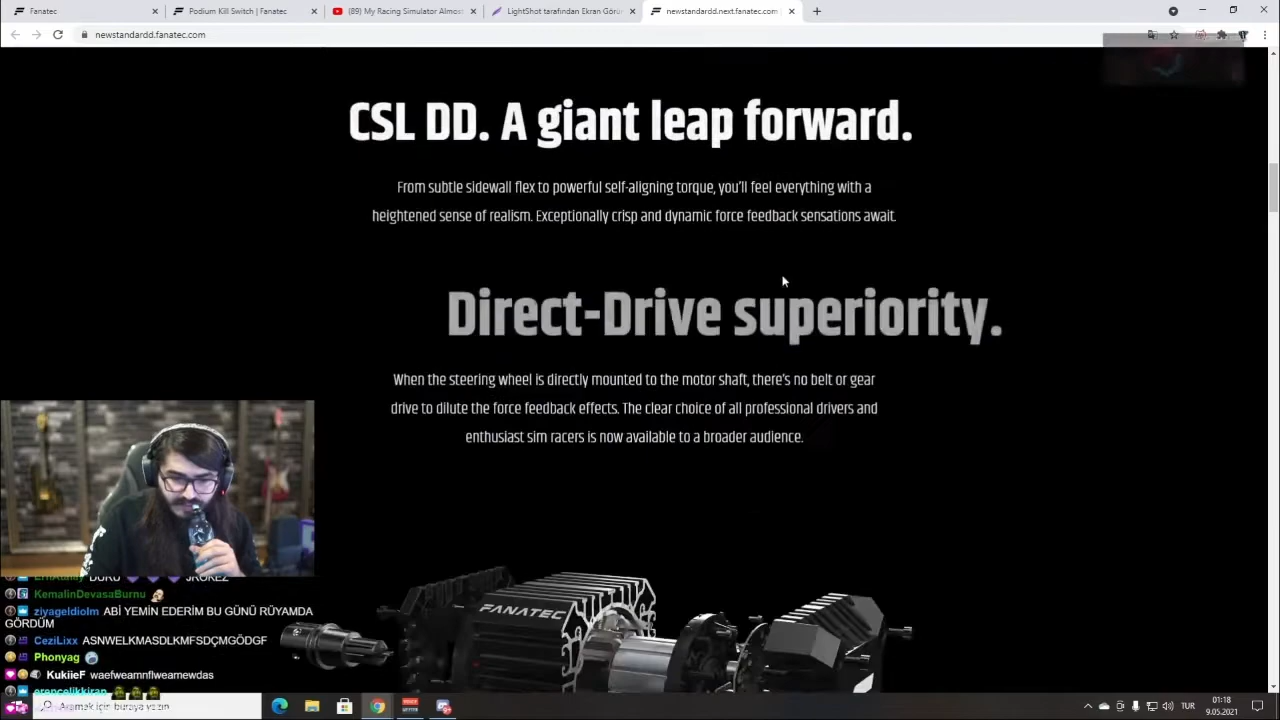 Fanatec
Podium Kill Switch | Fanatec
(89) My Racing Simulator Almost
LightShot tarafından Ekran Görü
newstandardd.next.fanatec.com
newstandardd.fanatec.com
CSL DD. A giant leap forward.
From subtle sidewall flex to powerful self-aligning torque, you'll feel everything with a
heightened sense of realism. Exceptionally crisp and dynamic force feedback sensations await.
Direct-Drive superiority.
When the steering wheel is directly mounted to the motor shaft, there's no belt or gear
drive to dilute the force feedback effects. The clear choice of all professional drivers and
enthusiast sim racers is now available to a broader audience.
FANATEC
KemalinDevasaBurnu
ziyageldiolm ABİ YEMİN EDERİM BU GÜNÜ RÜYAMDA
GÖRDÜM
CeziLixx ASNWELKMASDLKMFSDÇMGÖDGF
Phonyag
KukiieF waefweamnflweamewdas
erencelikkiran
Aramak için buraya yazın
TUR
01:18
9.05.2021